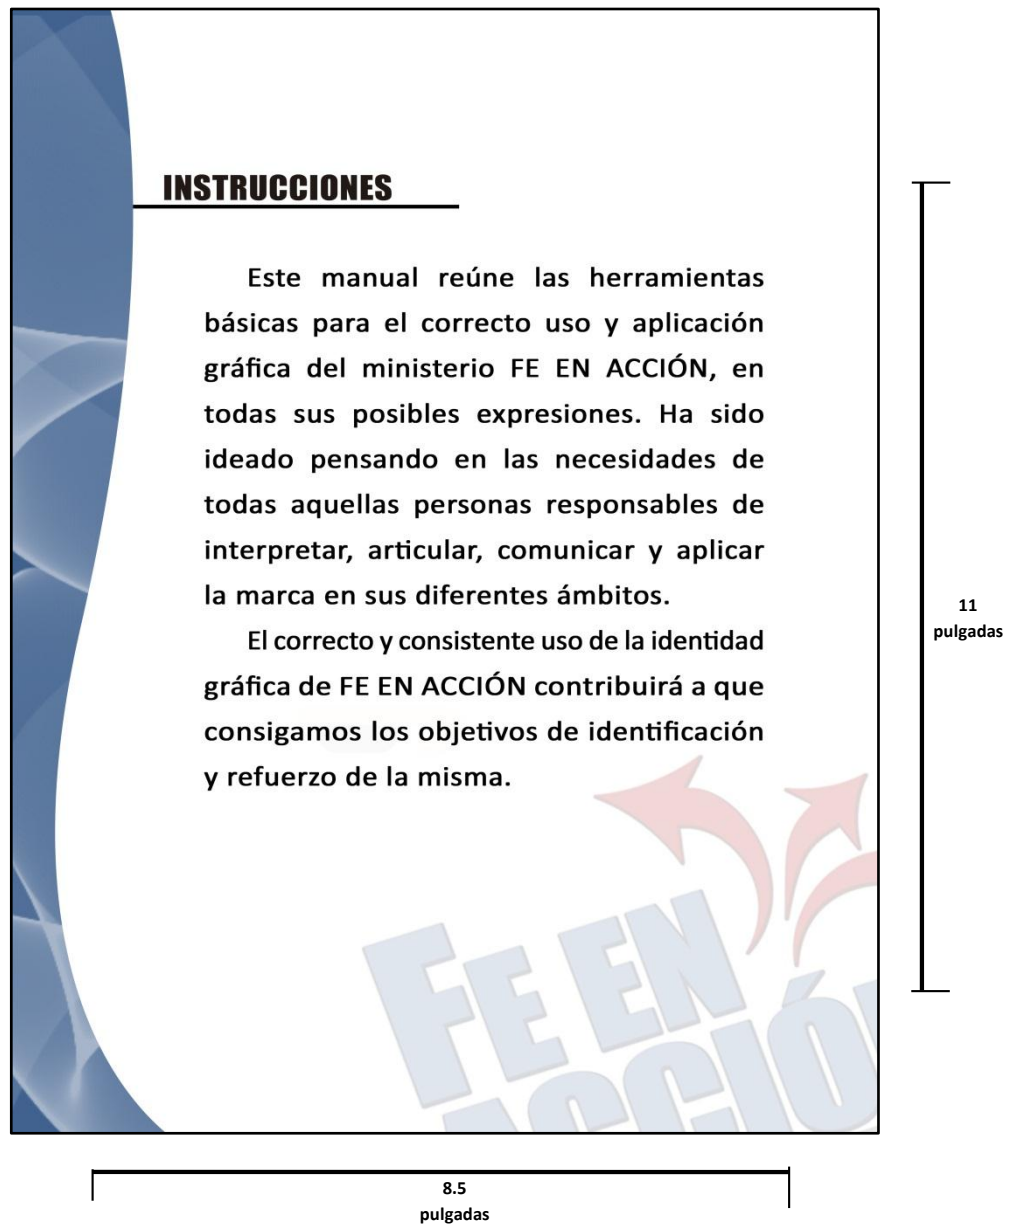 INSTRUCCIONES
Este manual reúne las herramientas
básicas para el correcto uso y aplicación
gráfica del ministerio FE EN ACCIÓN, en
todas sus posibles expresiones. Ha sido
ideado pensando en las necesidades de
todas aquellas personas responsables de
interpretar, articular, comunicar y aplicar
la marca en sus diferentes ámbitos.
El correcto y consistente uso de la identidad
gráfica de FE EN ACCIÓN contribuirá a que
consigamos los objetivos de identificación
y refuerzo de la misma.
FE EN
ACCIÓN
11
pulgadas
8.5
pulgadas